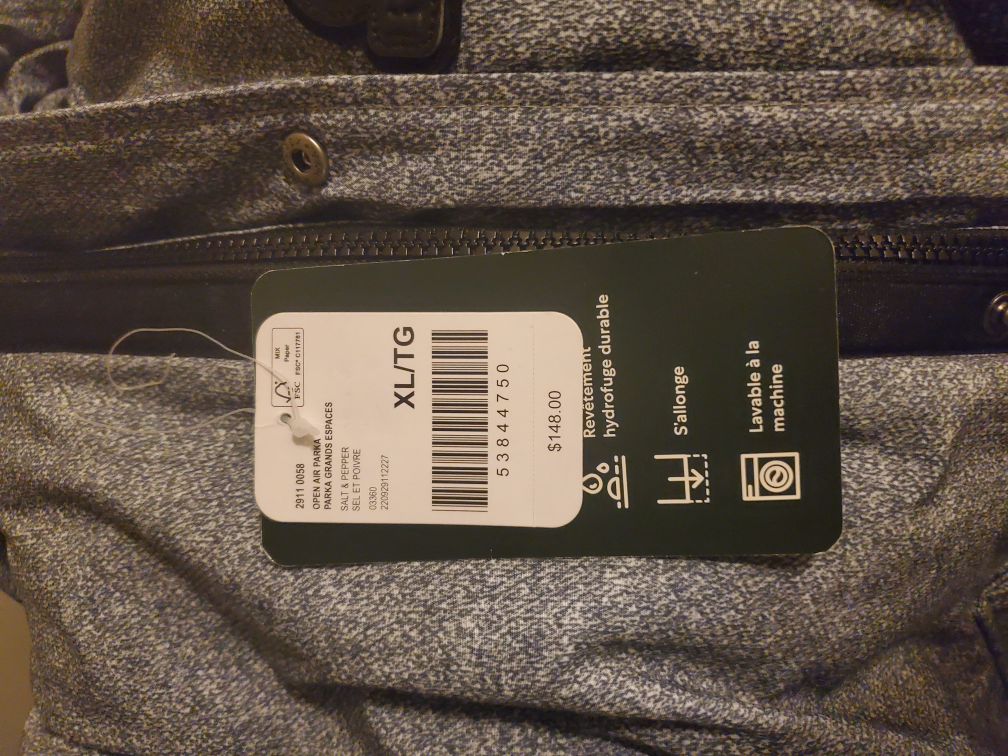 MIX
Paper
FSC® C117781
FSC
2911 0058
OPEN AIR PARKA
PARKA GRANDS ESPACES
SALT & PEPPER
SEL ET POIVRE
03360
220929112227
XL/TG
53844750
$148.00
Revêtement
hydrofuge durable
S'allonge
Lavable à la
machine